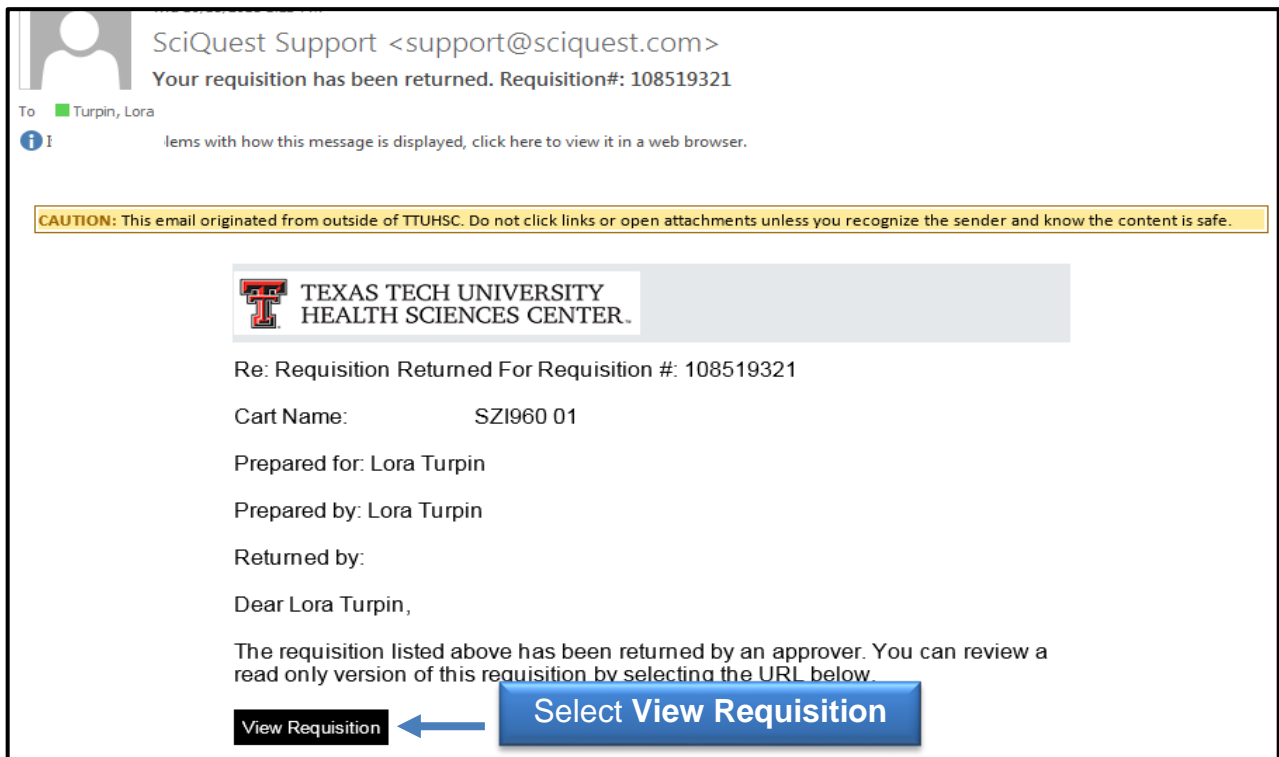 SciQuest Support <support@sciquest.com>
Your requisition has been returned. Requisition#: 108519321
To Turpin, Lora
with how this message is displayed, click here to view it in a web browser.
CAUTION: This email originated from outside of TTUHSC. Do not click links or open attachments unless you recognize the sender and know the content is safe.
TEXAS TECH UNIVERSITY
HEALTH SCIENCES CENTER™
Re: Requisition Returned For Requisition #: 108519321
Cart Name: SZI960 01
Prepared for: Lora Turpin
Prepared by: Lora Turpin
Returned by:
Dear Lora Turpin,
The requisition listed above has been returned by an approver. You can review a
read only version of this requisition by selecting the URL below.
View Requisition
Select View Requisition